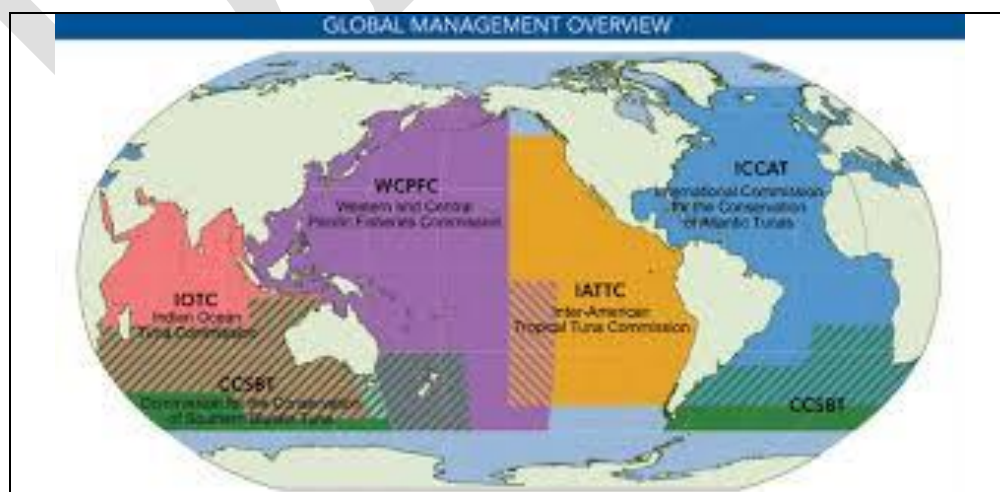 GLOBAL MANAGEMENT OVERVIEW
WCPFC
Western and Central
Pacific Fisheries Commission
ICCAT
International Commission
for the Conservation
of Atlantic Tunas
IOTC
Indian Ocean
Tuna Commission
IATTC
Inter-American
Tropical Tuna Commission
CCSBT
Commission for the Conservation
of Southern Bluefin Tuna
CCSBT